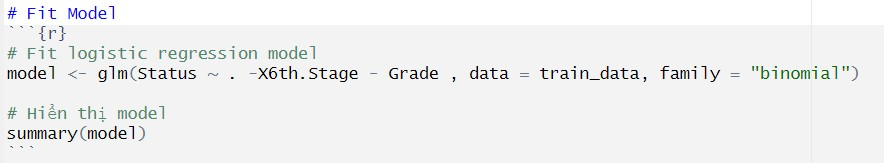 # Fit Model
```{r}
# Fit logistic regression model
model <- glm(Status ~ . -X6th.Stage - Grade , data = train_data, family = "binomial")
# Hiển thị model
summary(model)
```